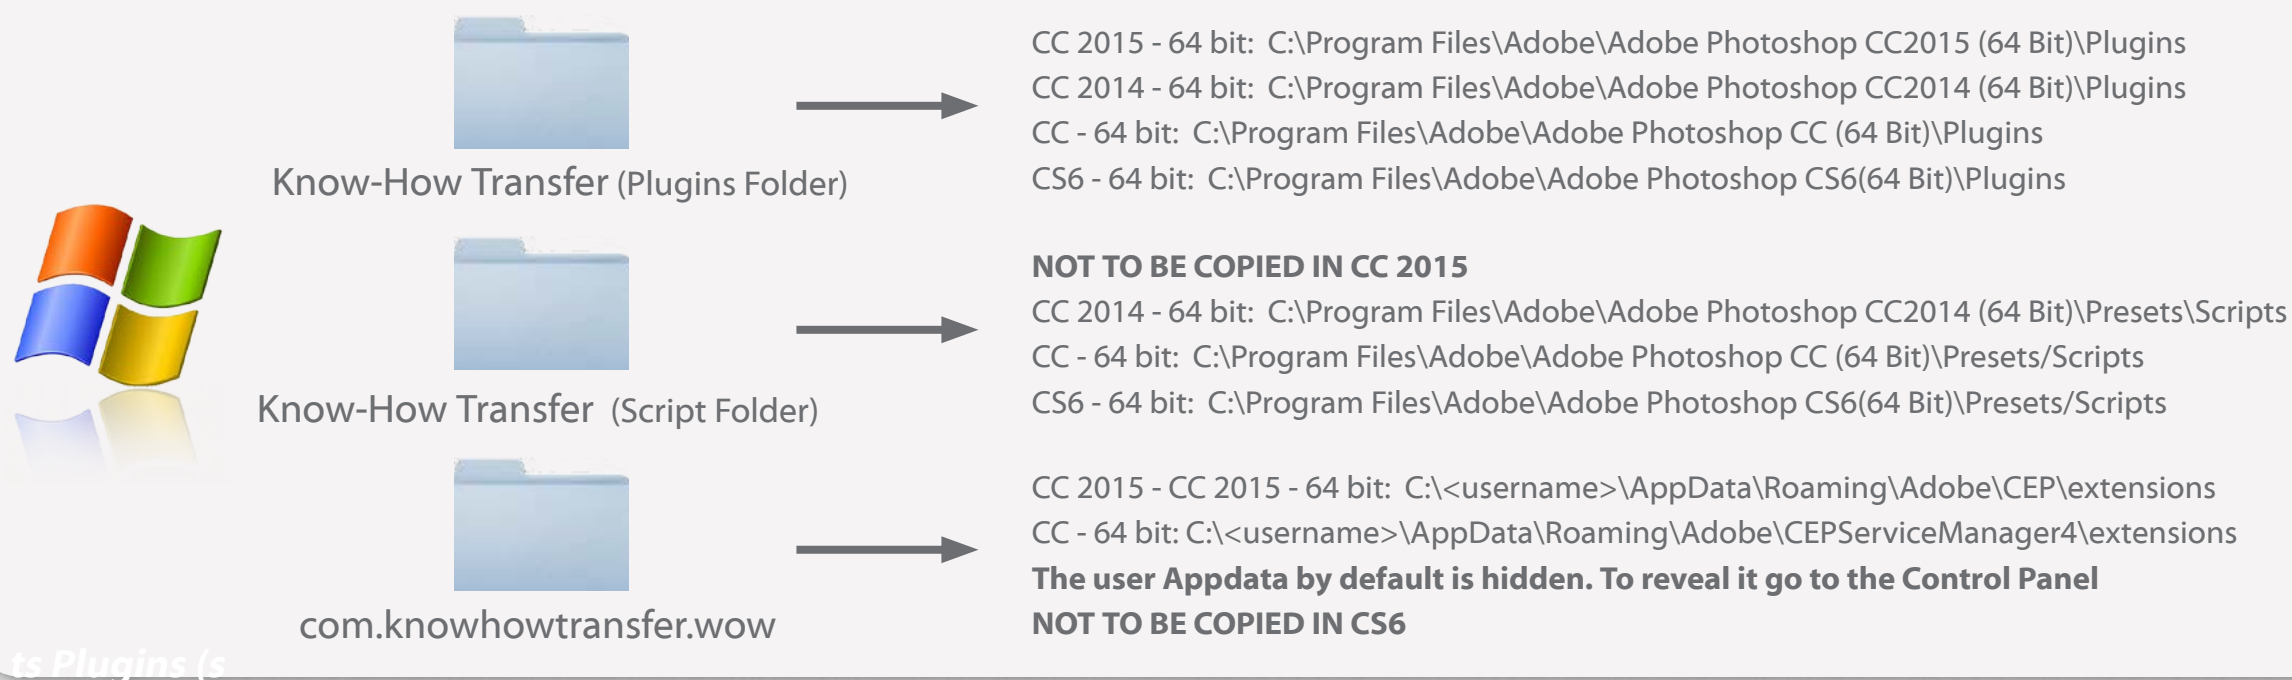 CC 2015 - 64 bit: C:\Program Files\Adobe\Adobe Photoshop CC2015 (64 Bit)\Plugins
CC 2014 - 64 bit: C:\Program Files\Adobe\Adobe Photoshop CC2014 (64 Bit)\Plugins
CC - 64 bit: C:\Program Files\Adobe\Adobe Photoshop CC (64 Bit)\Plugins
CS6 - 64 bit: C:\Program Files\Adobe\Adobe Photoshop CS6(64 Bit)\Plugins
Know-How Transfer (Plugins Folder)
NOT TO BE COPIED IN CC 2015
CC 2014 - 64 bit: C:\Program Files\Adobe\Adobe Photoshop CC2014 (64 Bit)\Presets\Scripts
CC - 64 bit: C:\Program Files\Adobe\Adobe Photoshop CC (64 Bit)\Presets/Scripts
CS6 - 64 bit: C:\Program Files\Adobe\Adobe Photoshop CS6(64 Bit)\Presets/Scripts
Know-How Transfer (Script Folder)
CC 2015 - CC 2015 - 64 bit: C:\<username>\AppData\Roaming\Adobe\CEP\extensions
CC - 64 bit: C:\<username>\AppData\Roaming\Adobe\CEPServiceManager4\extensions
The user Appdata by default is hidden. To reveal it go to the Control Panel
NOT TO BE COPIED IN CS6
com.knowhowtransfer.wow
ts Plugins (s